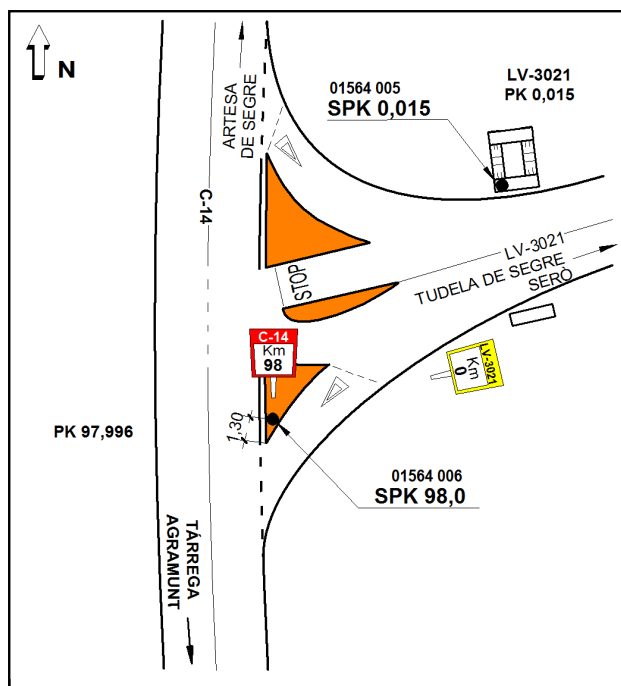 N
ARTESA
DE SEGRE
C-14
01564 005
SPK 0,015
LV-3021
PK 0,015
LV-3021
TUDELA DE SEGRE
SERÒ
STOP
C-14
Km
98
LV-3021
Km
0
1,30
PK 97,996
01564 006
SPK 98,0
TÀRREGA
AGRAMUNT